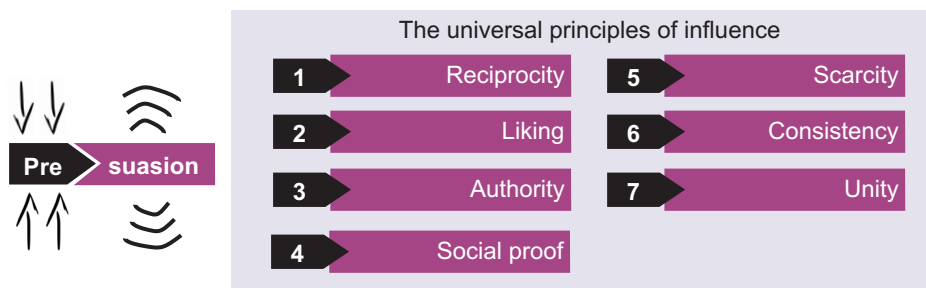 Pre suasion
The universal principles of influence
1 Reciprocity
2 Liking
3 Authority
4 Social proof
5 Scarcity
6 Consistency
7 Unity